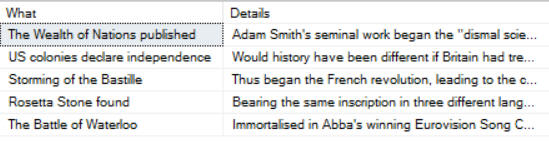 What Details
The Wealth of Nations published Adam Smith's seminal work began the "dismal scie...
US colonies declare independence Would history have been different if Britain had tre...
Storming of the Bastille Thus began the French revolution, leading to the c...
Rosetta Stone found Bearing the same inscription in three different lang...
The Battle of Waterloo Immortalised in Abba's winning Eurovision Song C...